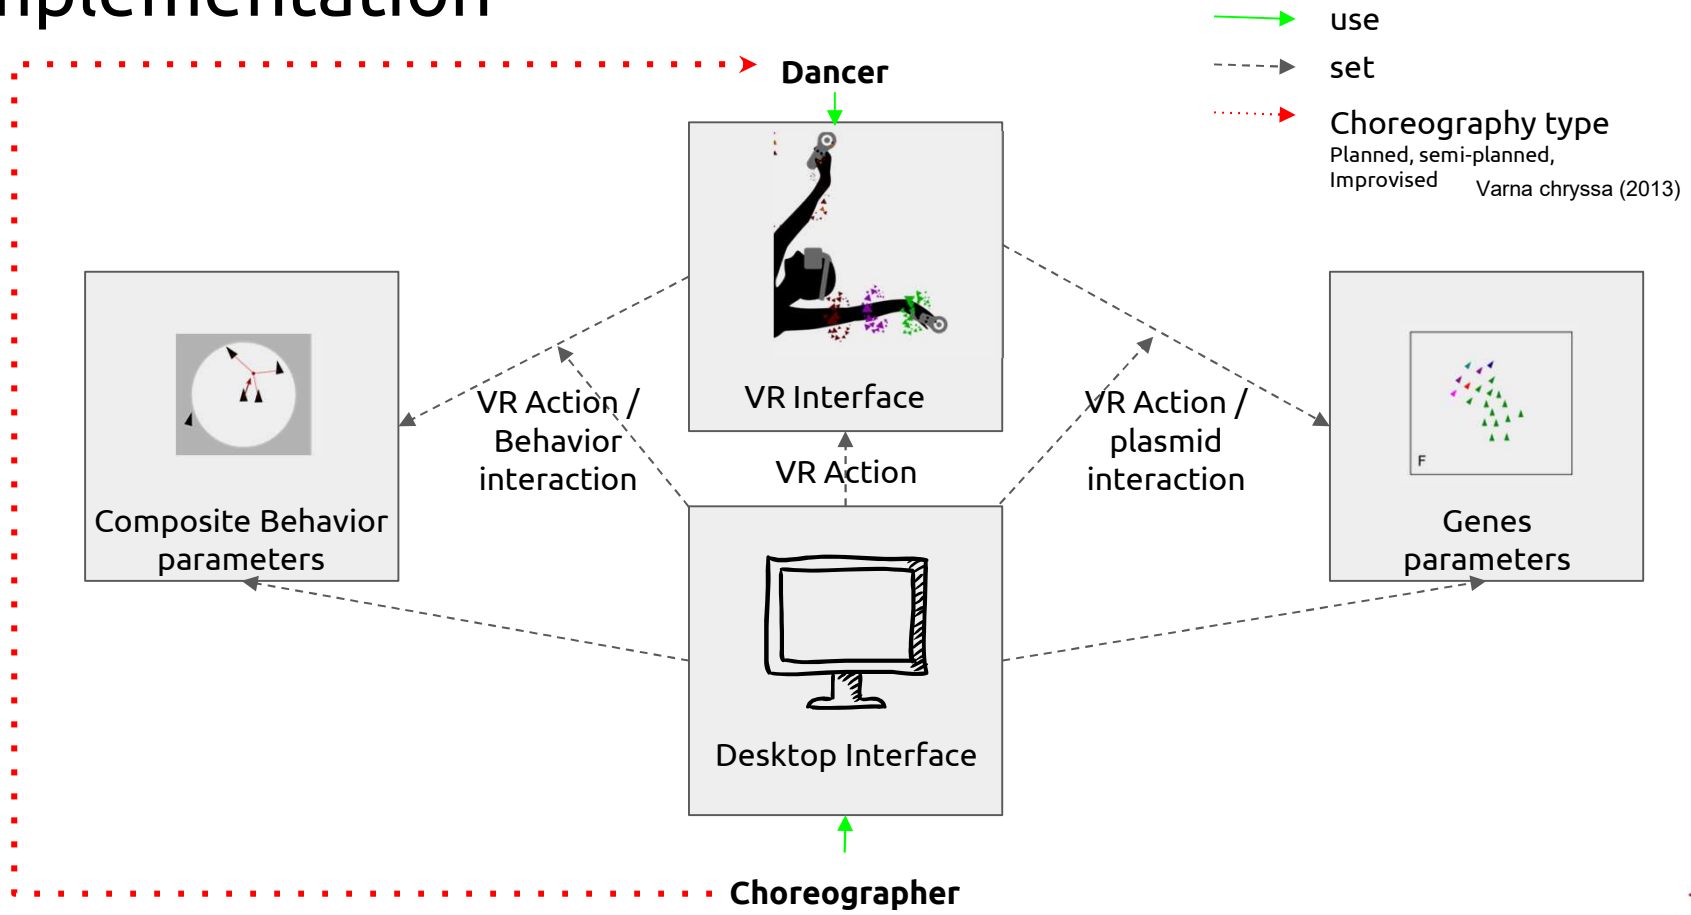 nplementation
use
set
Choreography type
Planned, semi-planned,
Improvised
Varna chryssa (2013)
Dancer
VR Interface
VR Action /
Behavior
interaction
VR Action
VR Action /
plasmid
interaction
Composite Behavior
parameters
F
Genes
parameters
Desktop Interface
Choreographer